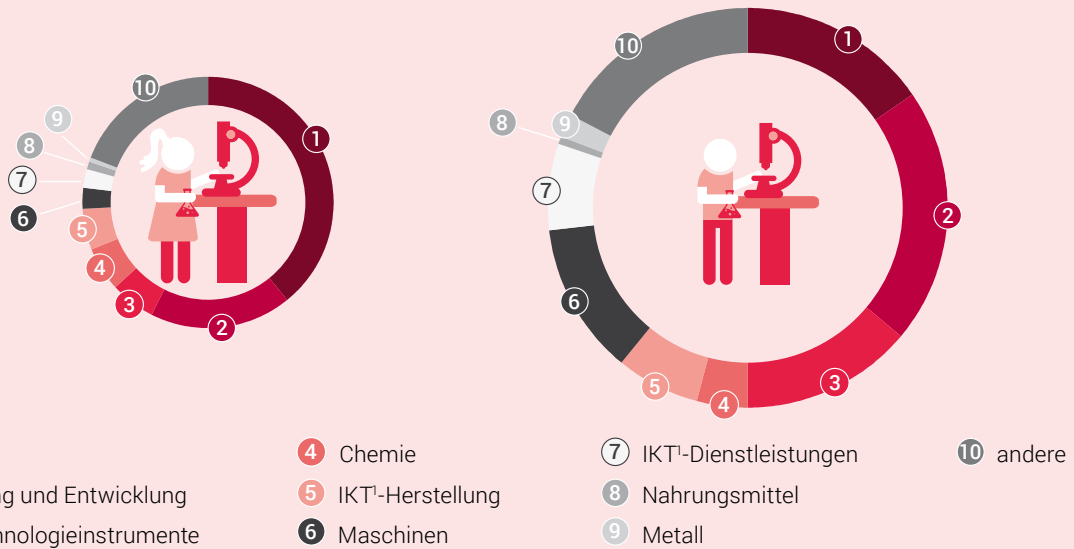 10
1
9
8
7
6
5
4
3
2
10
1
8
9
7
2
6
5
4
3
4 Chemie
7 IKT¹-Dienstleistungen
10 andere
und Entwicklung
5 IKT¹-Herstellung
8 Nahrungsmittel
6 Maschinen
9 Metall